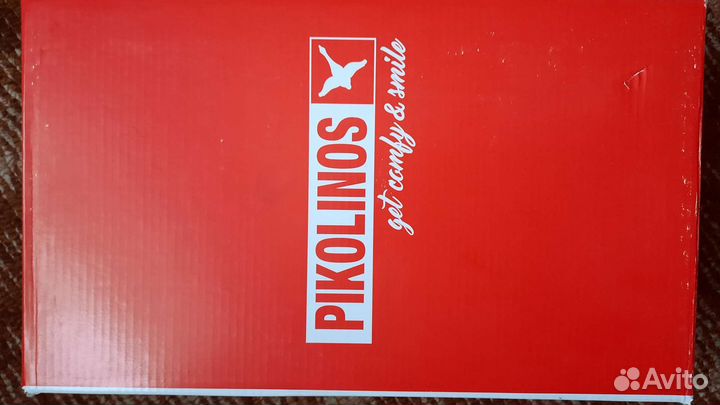 PIKOLINOS
get comfy & smile
Avito